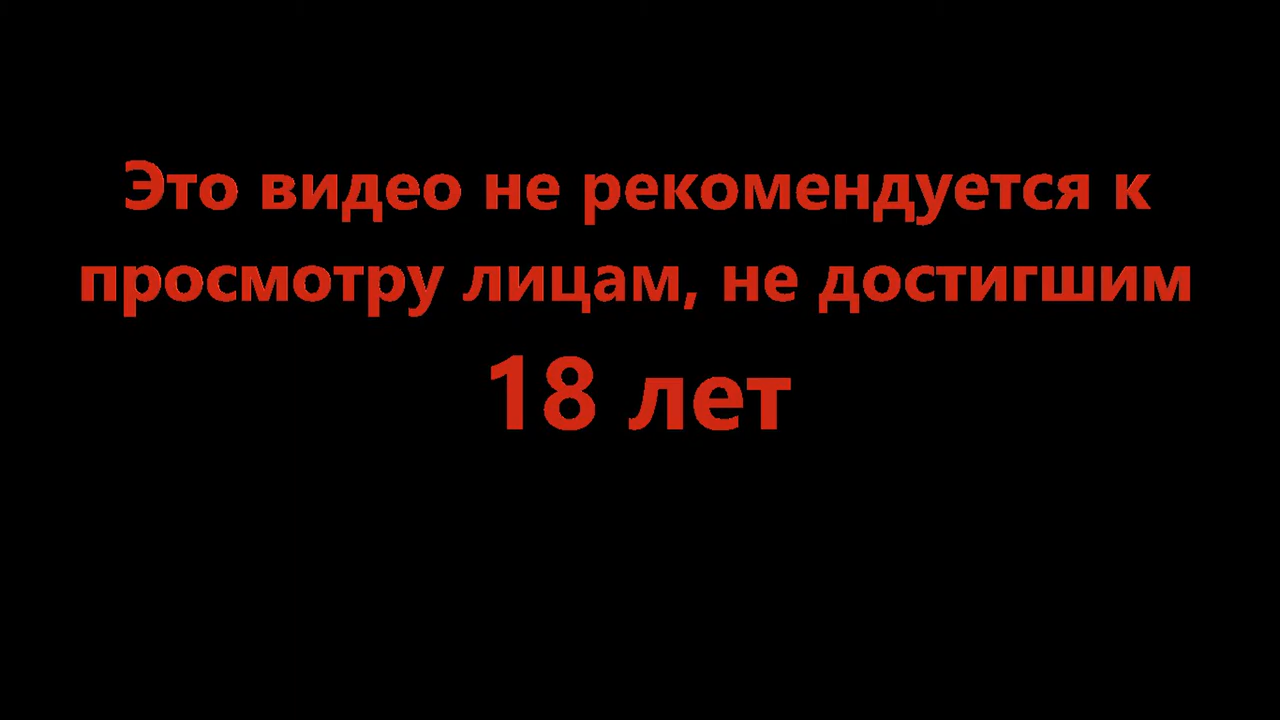 Это видео не рекомендуется к
просмотру лицам, не достигшим
18 лет